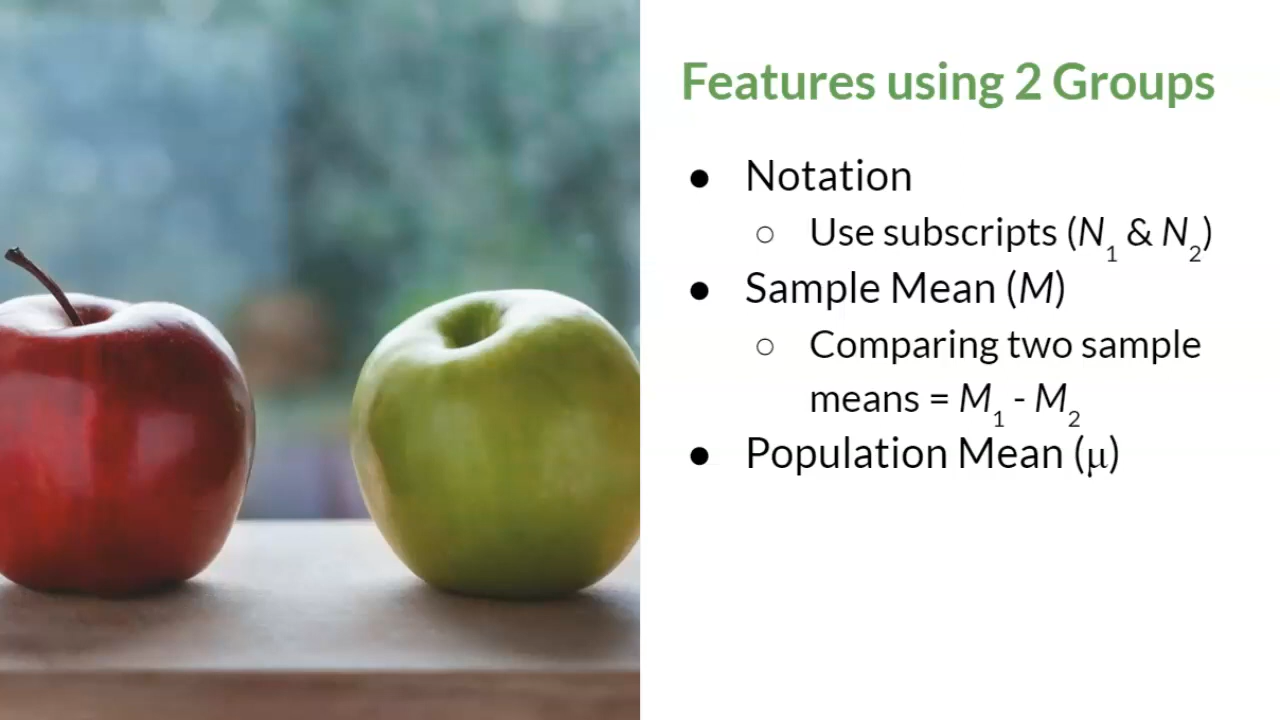 Features using 2 Groups
● Notation
○ Use subscripts (N₁ & N₂)
● Sample Mean (M)
○ Comparing two sample
means = M₁ - M₂
● Population Mean (μ)